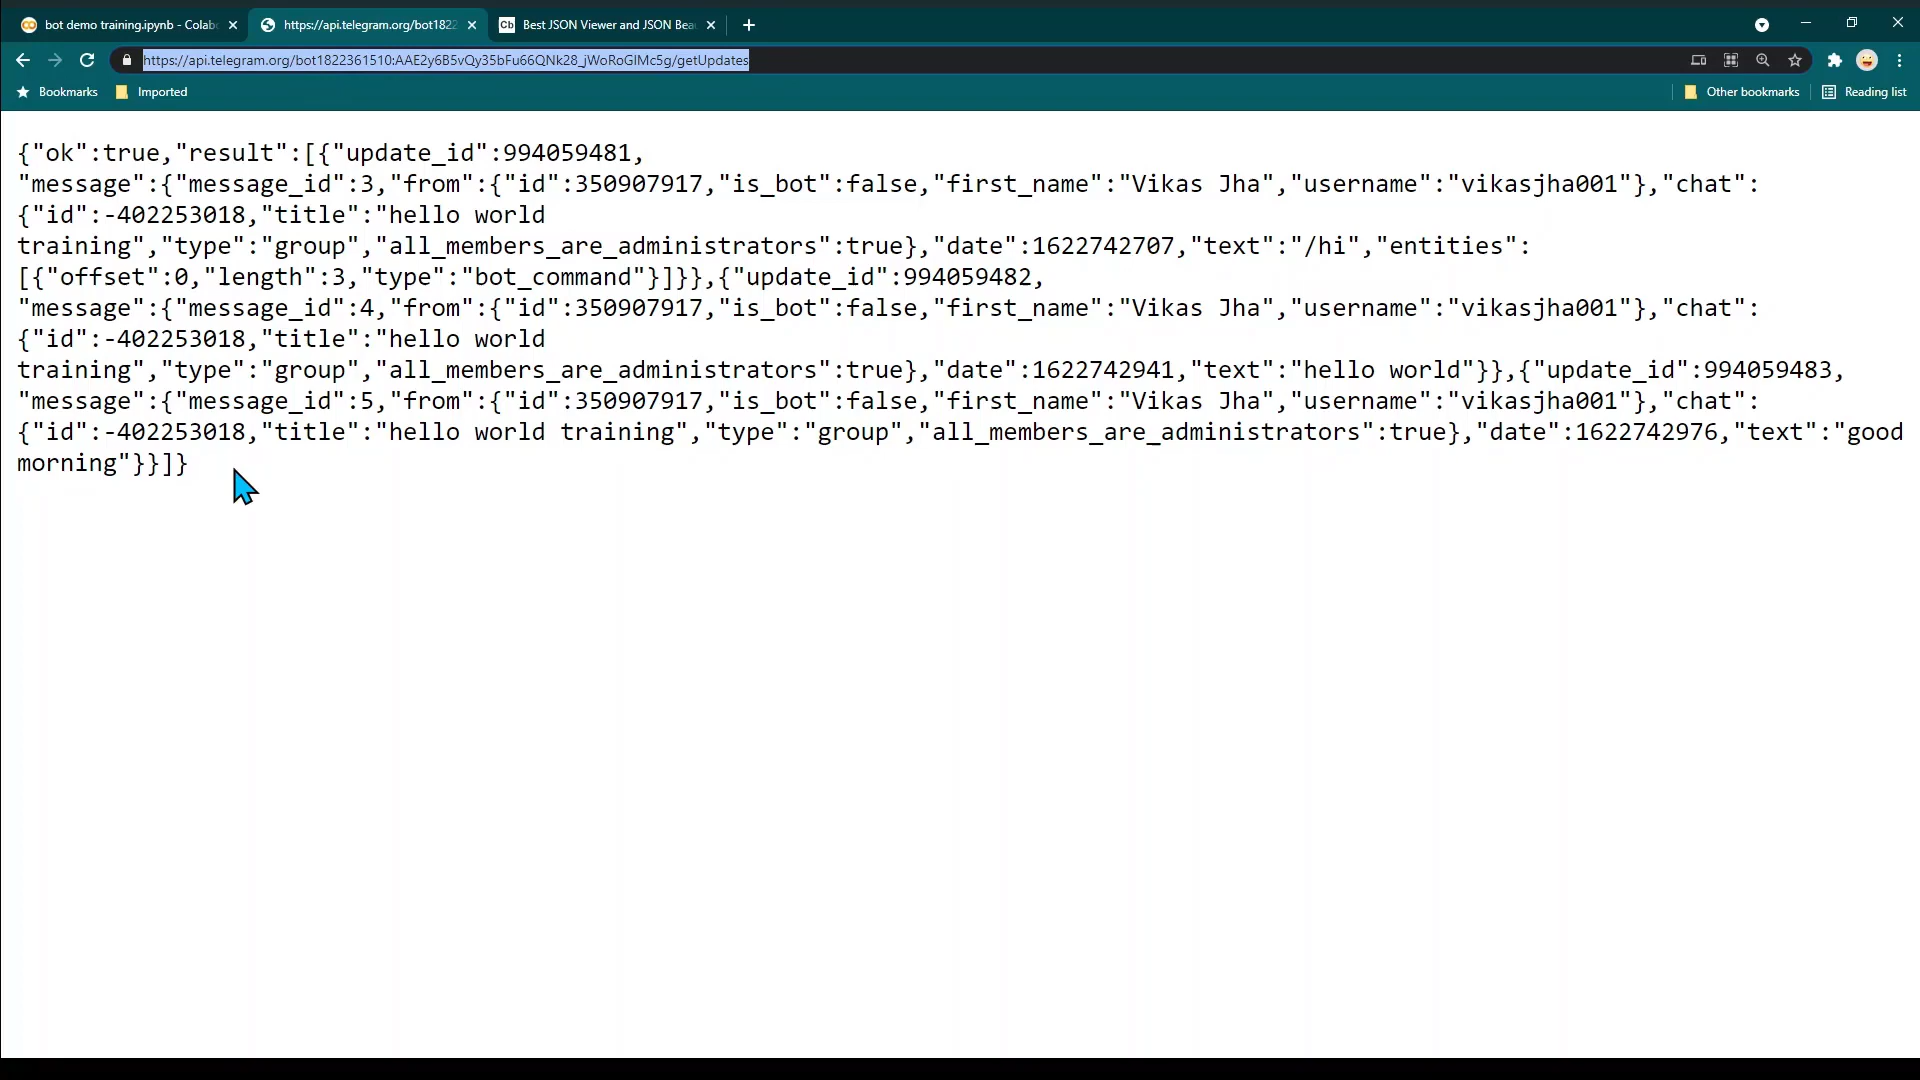 bot demo training.ipynb - Colab
https://api.telegram.org/bot1822
Cb Best JSON Viewer and JSON Bea
https://api.telegram.org/bot1822361510:AAE2y6B5vQy35bFu66QNk28_jWoRoGlMc5g/getUpdates
Bookmarks Imported Other bookmarks Reading list
{"ok":true,"result":[{"update_id":994059481,
"message":{"message_id":3,"from":{"id":350907917,"is_bot":false,"first_name":"Vikas Jha","username":"vikasjha001"},"chat":
{"id":-402253018,"title":"hello world
training","type":"group","all_members_are_administrators":true},"date":1622742707,"text":"/hi","entities":
[{"offset":0,"length":3,"type":"bot_command"}]}},{"update_id":994059482,
"message":{"message_id":4,"from":{"id":350907917,"is_bot":false,"first_name":"Vikas Jha","username":"vikasjha001"},"chat":
{"id":-402253018,"title":"hello world
training","type":"group","all_members_are_administrators":true},"date":1622742941,"text":"hello world"}},{"update_id":994059483,
"message":{"message_id":5,"from":{"id":350907917,"is_bot":false,"first_name":"Vikas Jha","username":"vikasjha001"},"chat":
{"id":-402253018,"title":"hello world training","type":"group","all_members_are_administrators":true},"date":1622742976,"text":"good
morning"}}]}